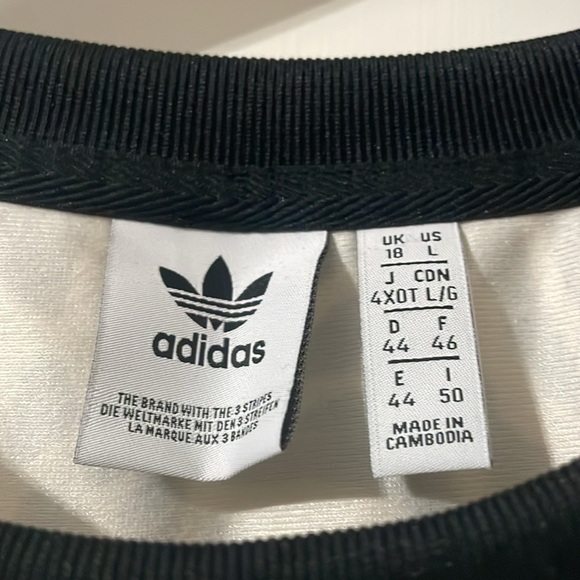 adidas
THE BRAND WITH THE 3 STRIPES
DIE WELTMARKE MIT DEN 3 STREIFEN
LA MARQUE AUX 3 BANDES
UK US
18 L
J CDN
4XOT L/G
D F
44 46
E I
44 50
MADE IN
CAMBODIA